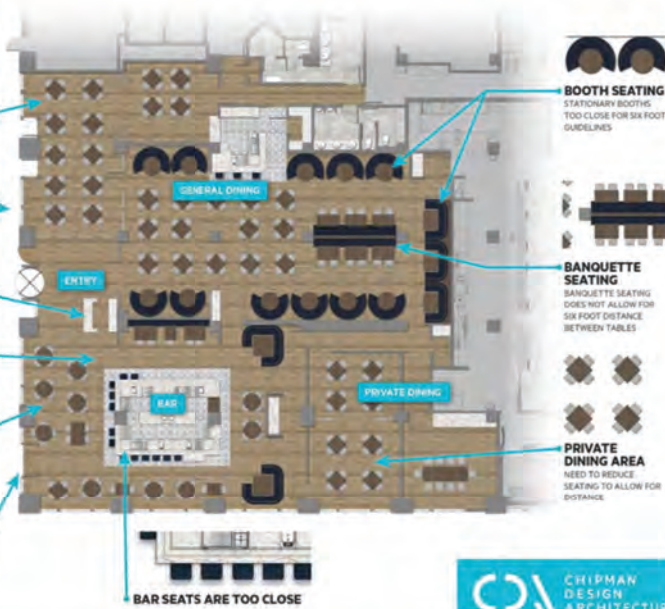 BOOTH SEATING
STATIONARY BOOTHS
TOO CLOSE FOR SIX FOOT
GUIDELINES
GENERAL DINING
ENTRY
BANQUETTE
SEATING
BANQUETTE SEATING
DOES NOT ALLOW FOR
SIX FOOT DISTANCE
BETWEEN TABLES
BAR
PRIVATE DINING
PRIVATE
DINING AREA
NEED TO REDUCE
SEATING TO ALLOW FOR
DISTANCE
BAR SEATS ARE TOO CLOSE
CHIPMAN
DESIGN